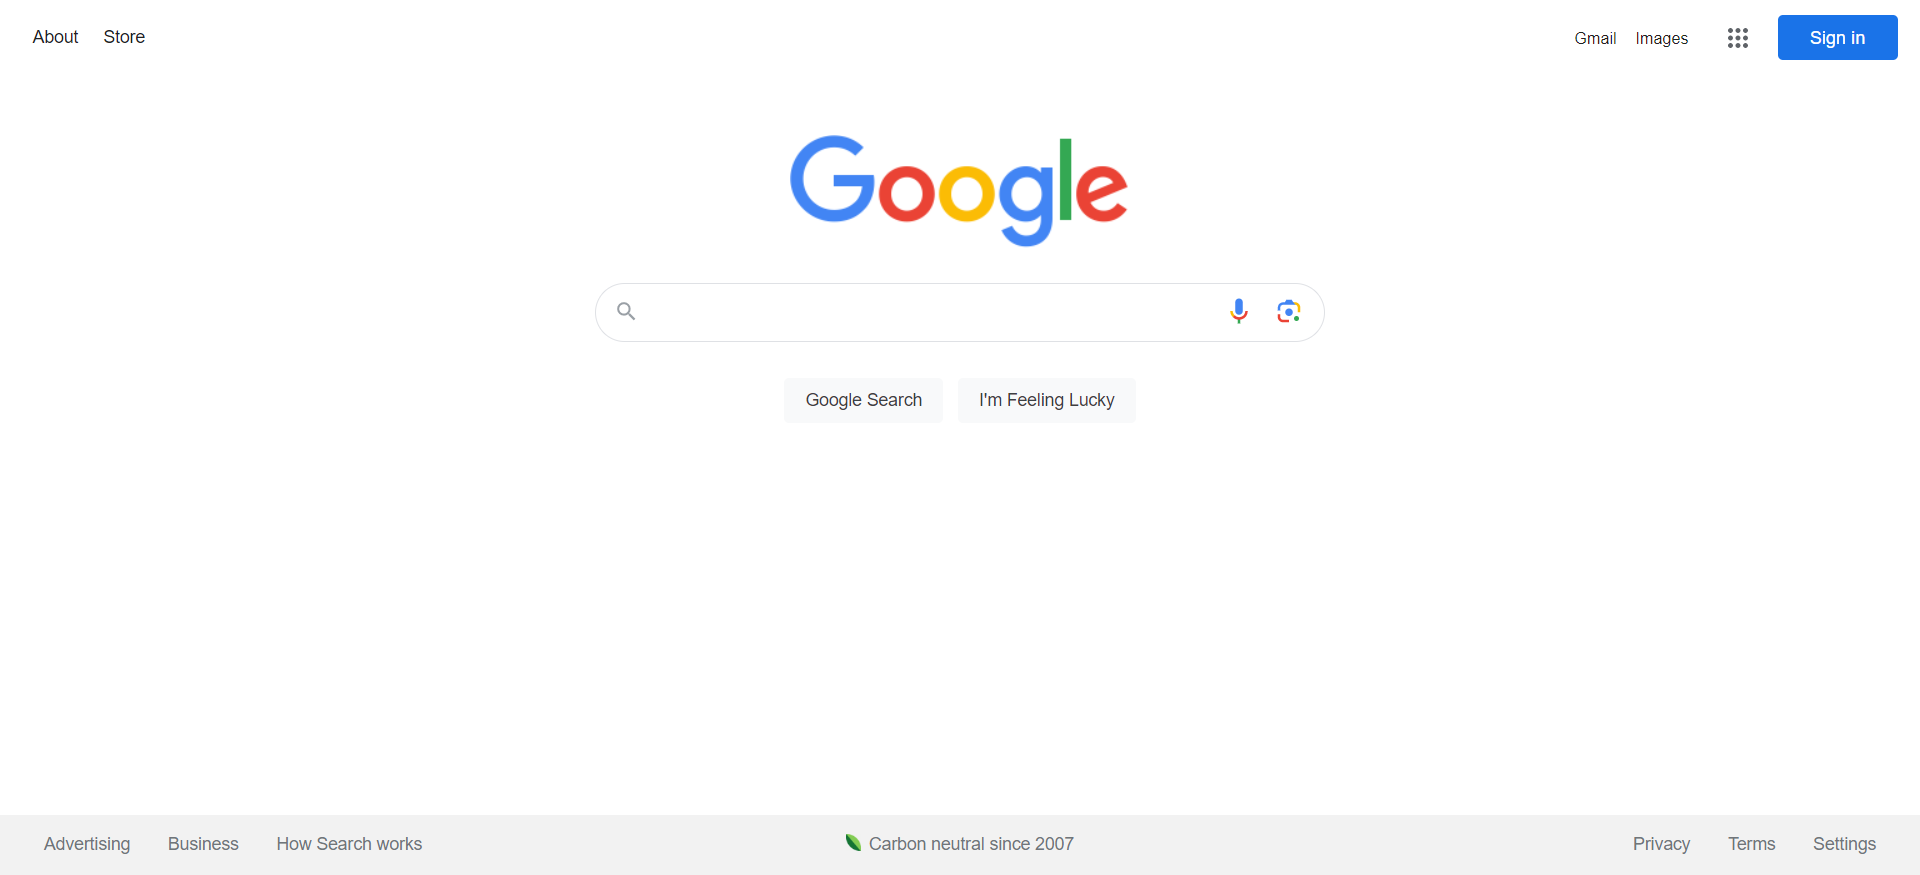 About Store Gmail Images Sign in
Google
Google Search I'm Feeling Lucky
Advertising Business How Search works Carbon neutral since 2007 Privacy Terms Settings